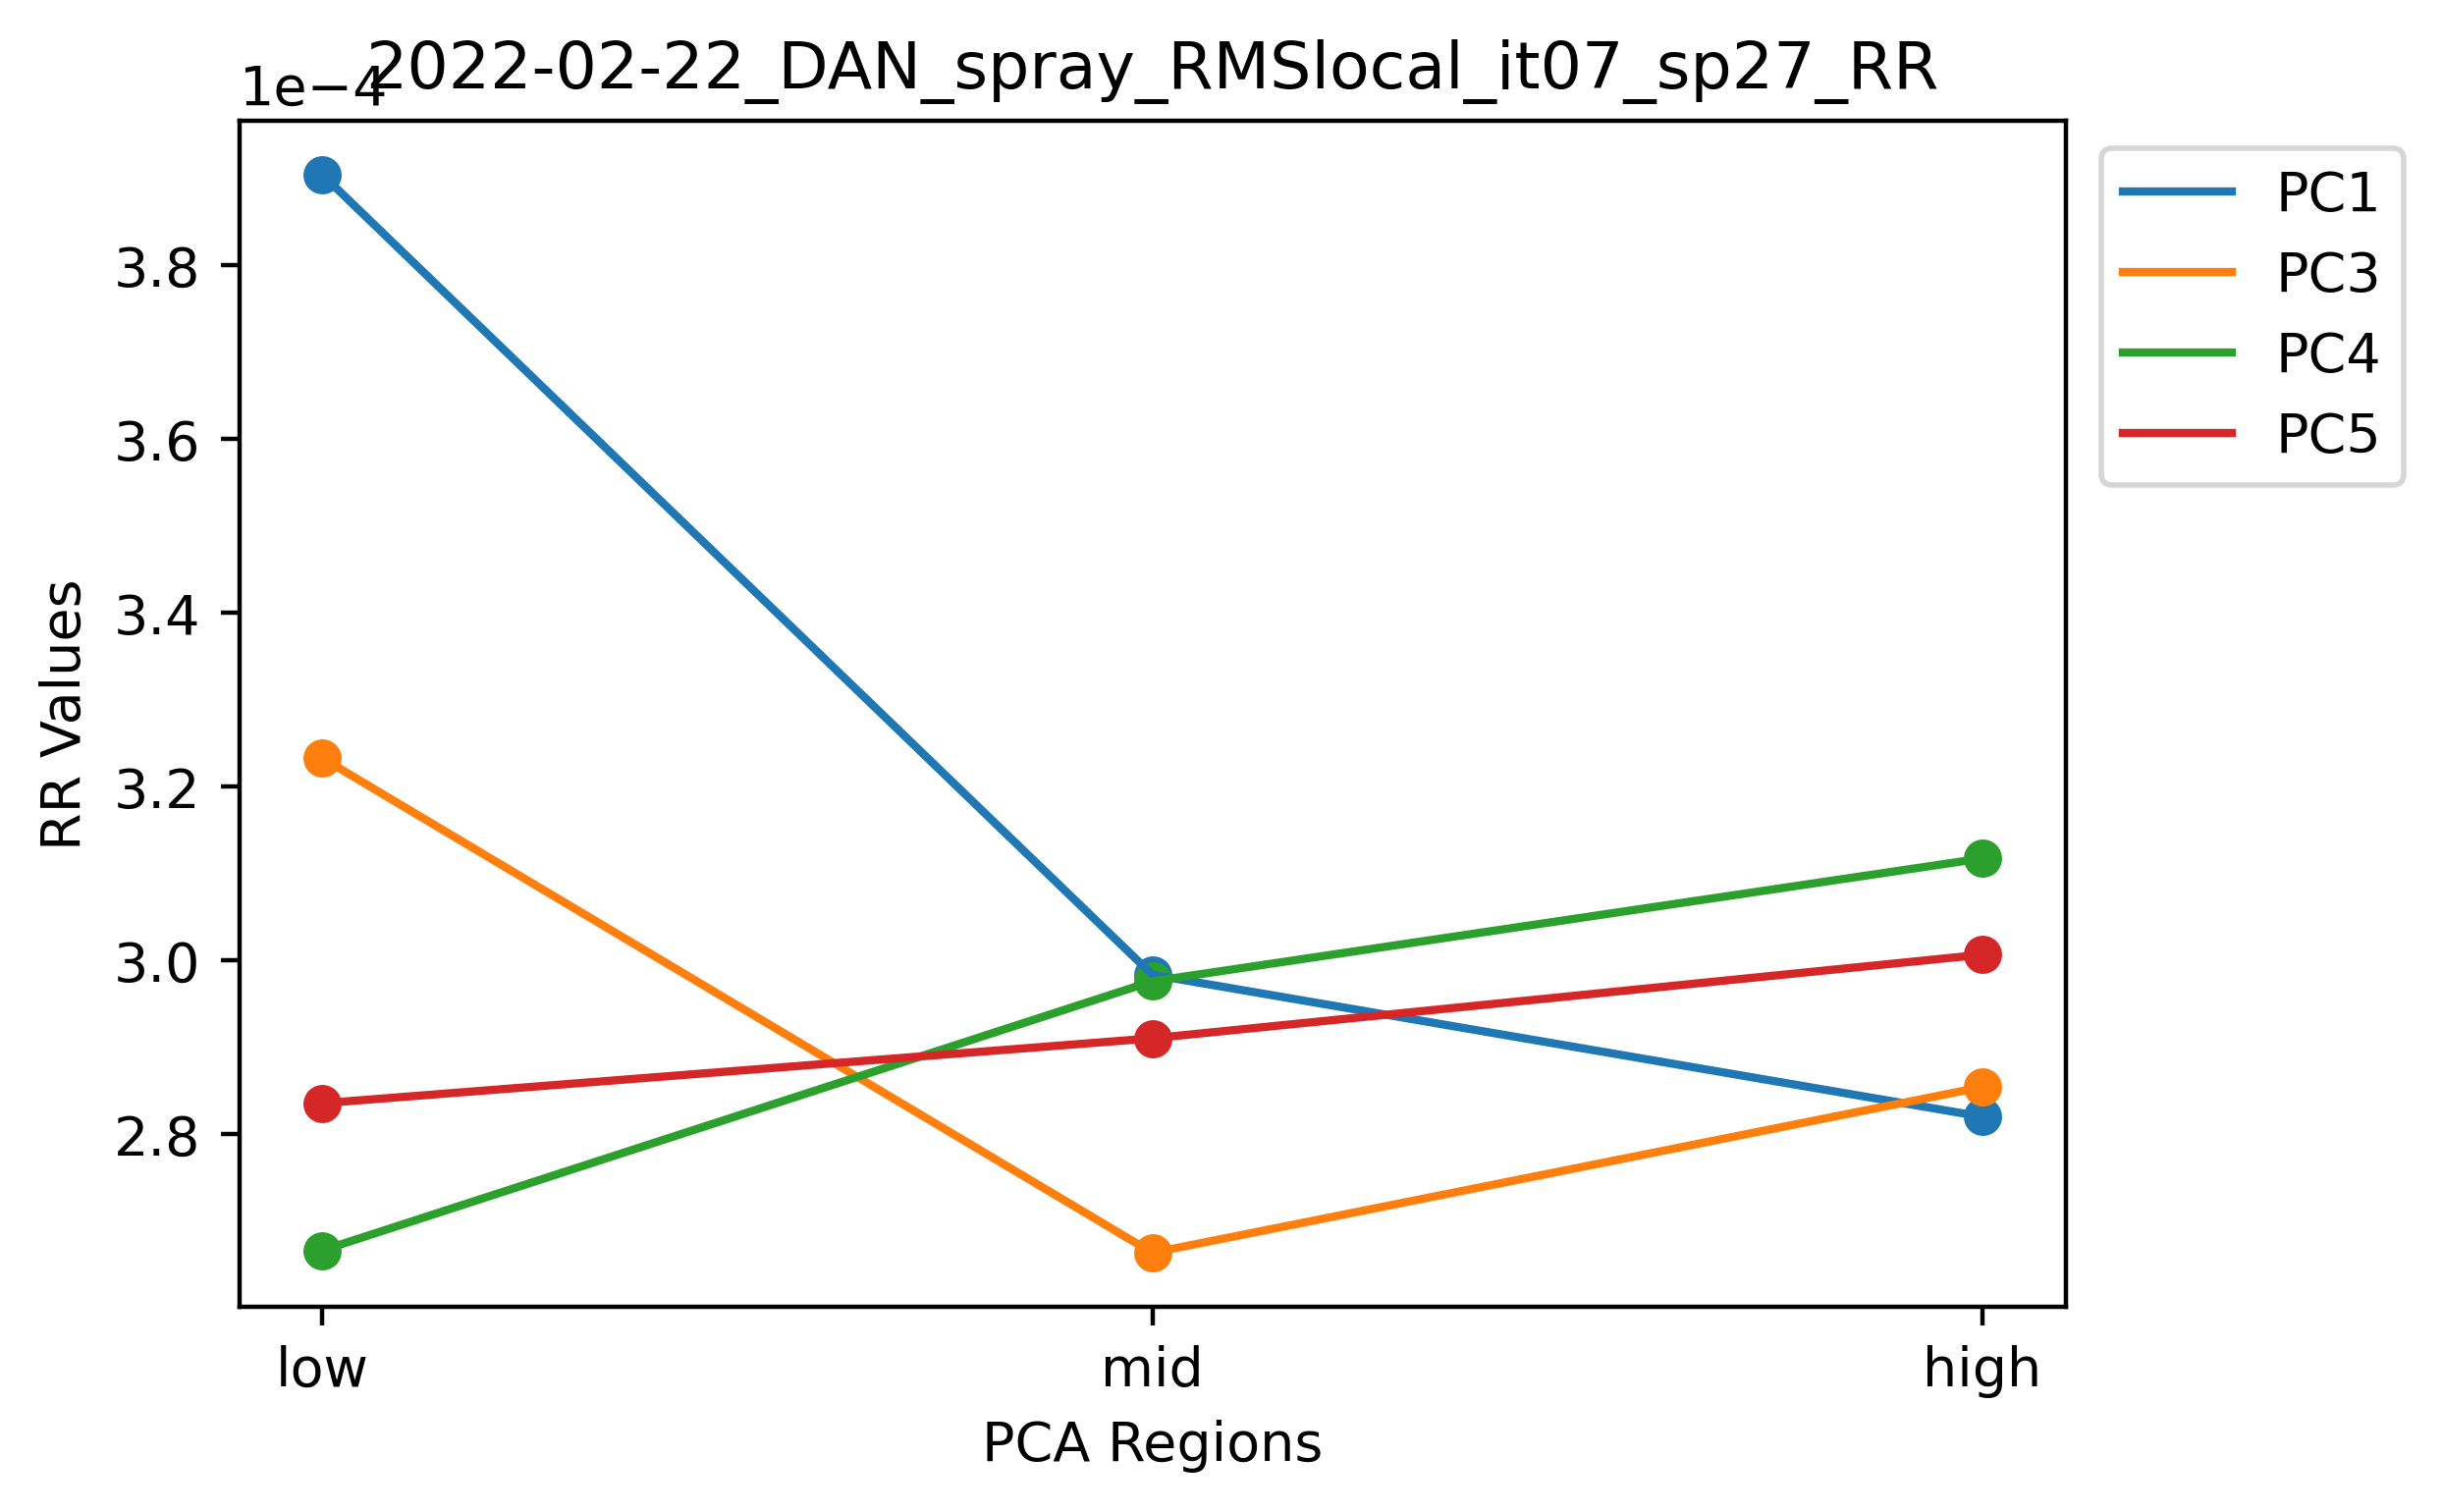 2022-02-22_DAN_spray_RMSlocal_it07_sp27_RR
1e−4
3.8
3.6
3.4
3.2
3.0
2.8
RR Values
low
mid
high
PCA Regions
PC1
PC3
PC4
PC5